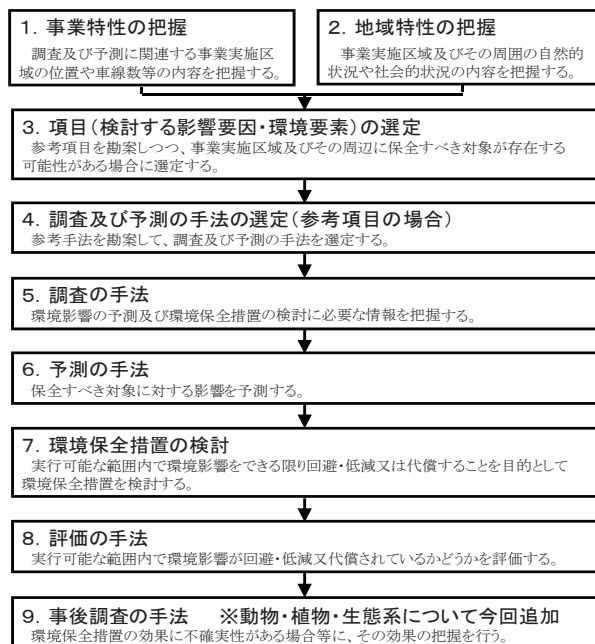 1. 事業特性の把握
調査及び予測に関連する事業実施区
域の位置や車線数等の内容を把握する。
2. 地域特性の把握
事業実施区域及びその周囲の自然的
状況や社会的状況の内容を把握する。
3. 項目(検討する影響要因・環境要素)の選定
参考項目を勘案しつつ、事業実施区域及びその周辺に保全すべき対象が存在する
可能性がある場合に選定する。
4. 調査及び予測の手法の選定(参考項目の場合)
参考手法を勘案して、調査及び予測の手法を選定する。
5. 調査の手法
環境影響の予測及び環境保全措置の検討に必要な情報を把握する。
6. 予測の手法
保全すべき対象に対する影響を予測する。
7. 環境保全措置の検討
実行可能な範囲内で環境影響をできる限り回避・低減又は代償することを目的として
環境保全措置を検討する。
8. 評価の手法
実行可能な範囲内で環境影響が回避・低減又代償されているかどうかを評価する。
9. 事後調査の手法 ※動物・植物・生態系について今回追加
環境保全措置の効果に不確実性がある場合等に、その効果の把握を行う。